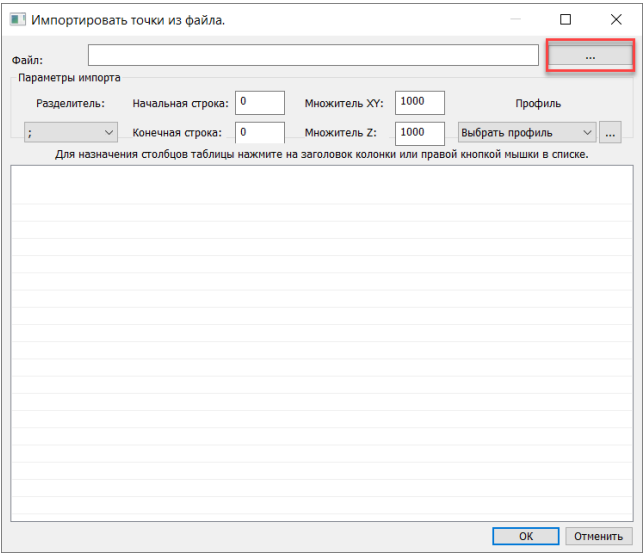 Импортировать точки из файла.
Файл: ...
Параметры импорта
Разделитель: Начальная строка: 0 Множитель XY: 1000 Профиль
; Конечная строка: 0 Множитель Z: 1000 Выбрать профиль ...
Для назначения столбцов таблицы нажмите на заголовок колонки или правой кнопкой мышки в списке.
OK Отменить